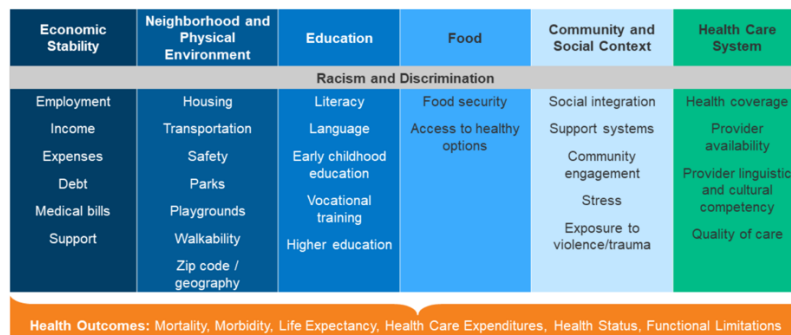 Economic
Stability
Neighborhood and
Physical
Environment
Education
Food
Community and
Social Context
Health Care
System
Racism and Discrimination
Employment
Income
Expenses
Debt
Medical bills
Support
Housing
Transportation
Safety
Parks
Playgrounds
Walkability
Zip code /
geography
Literacy
Language
Early childhood
education
Vocational
training
Higher education
Food security
Access to healthy
options
Social integration
Support systems
Community
engagement
Stress
Exposure to
violence/trauma
Health coverage
Provider
availability
Provider linguistic
and cultural
competency
Quality of care
Health Outcomes: Mortality, Morbidity, Life Expectancy, Health Care Expenditures, Health Status, Functional Limitations